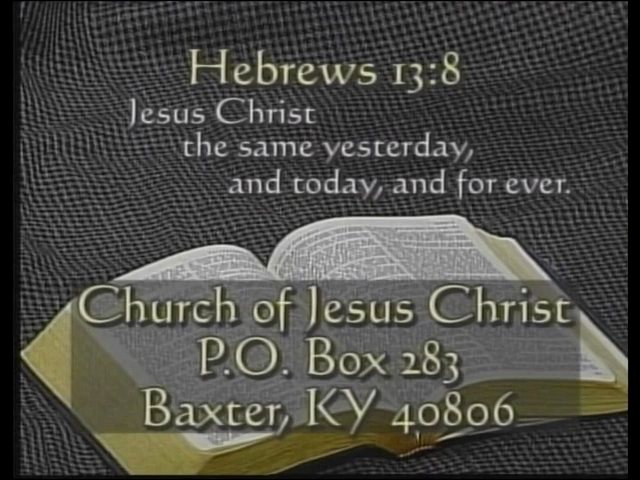 Hebrews 13:8
Jesus Christ
the same yesterday,
and today, and for ever.
Church of Jesus Christ
P.O. Box 283
Baxter, KY 40806